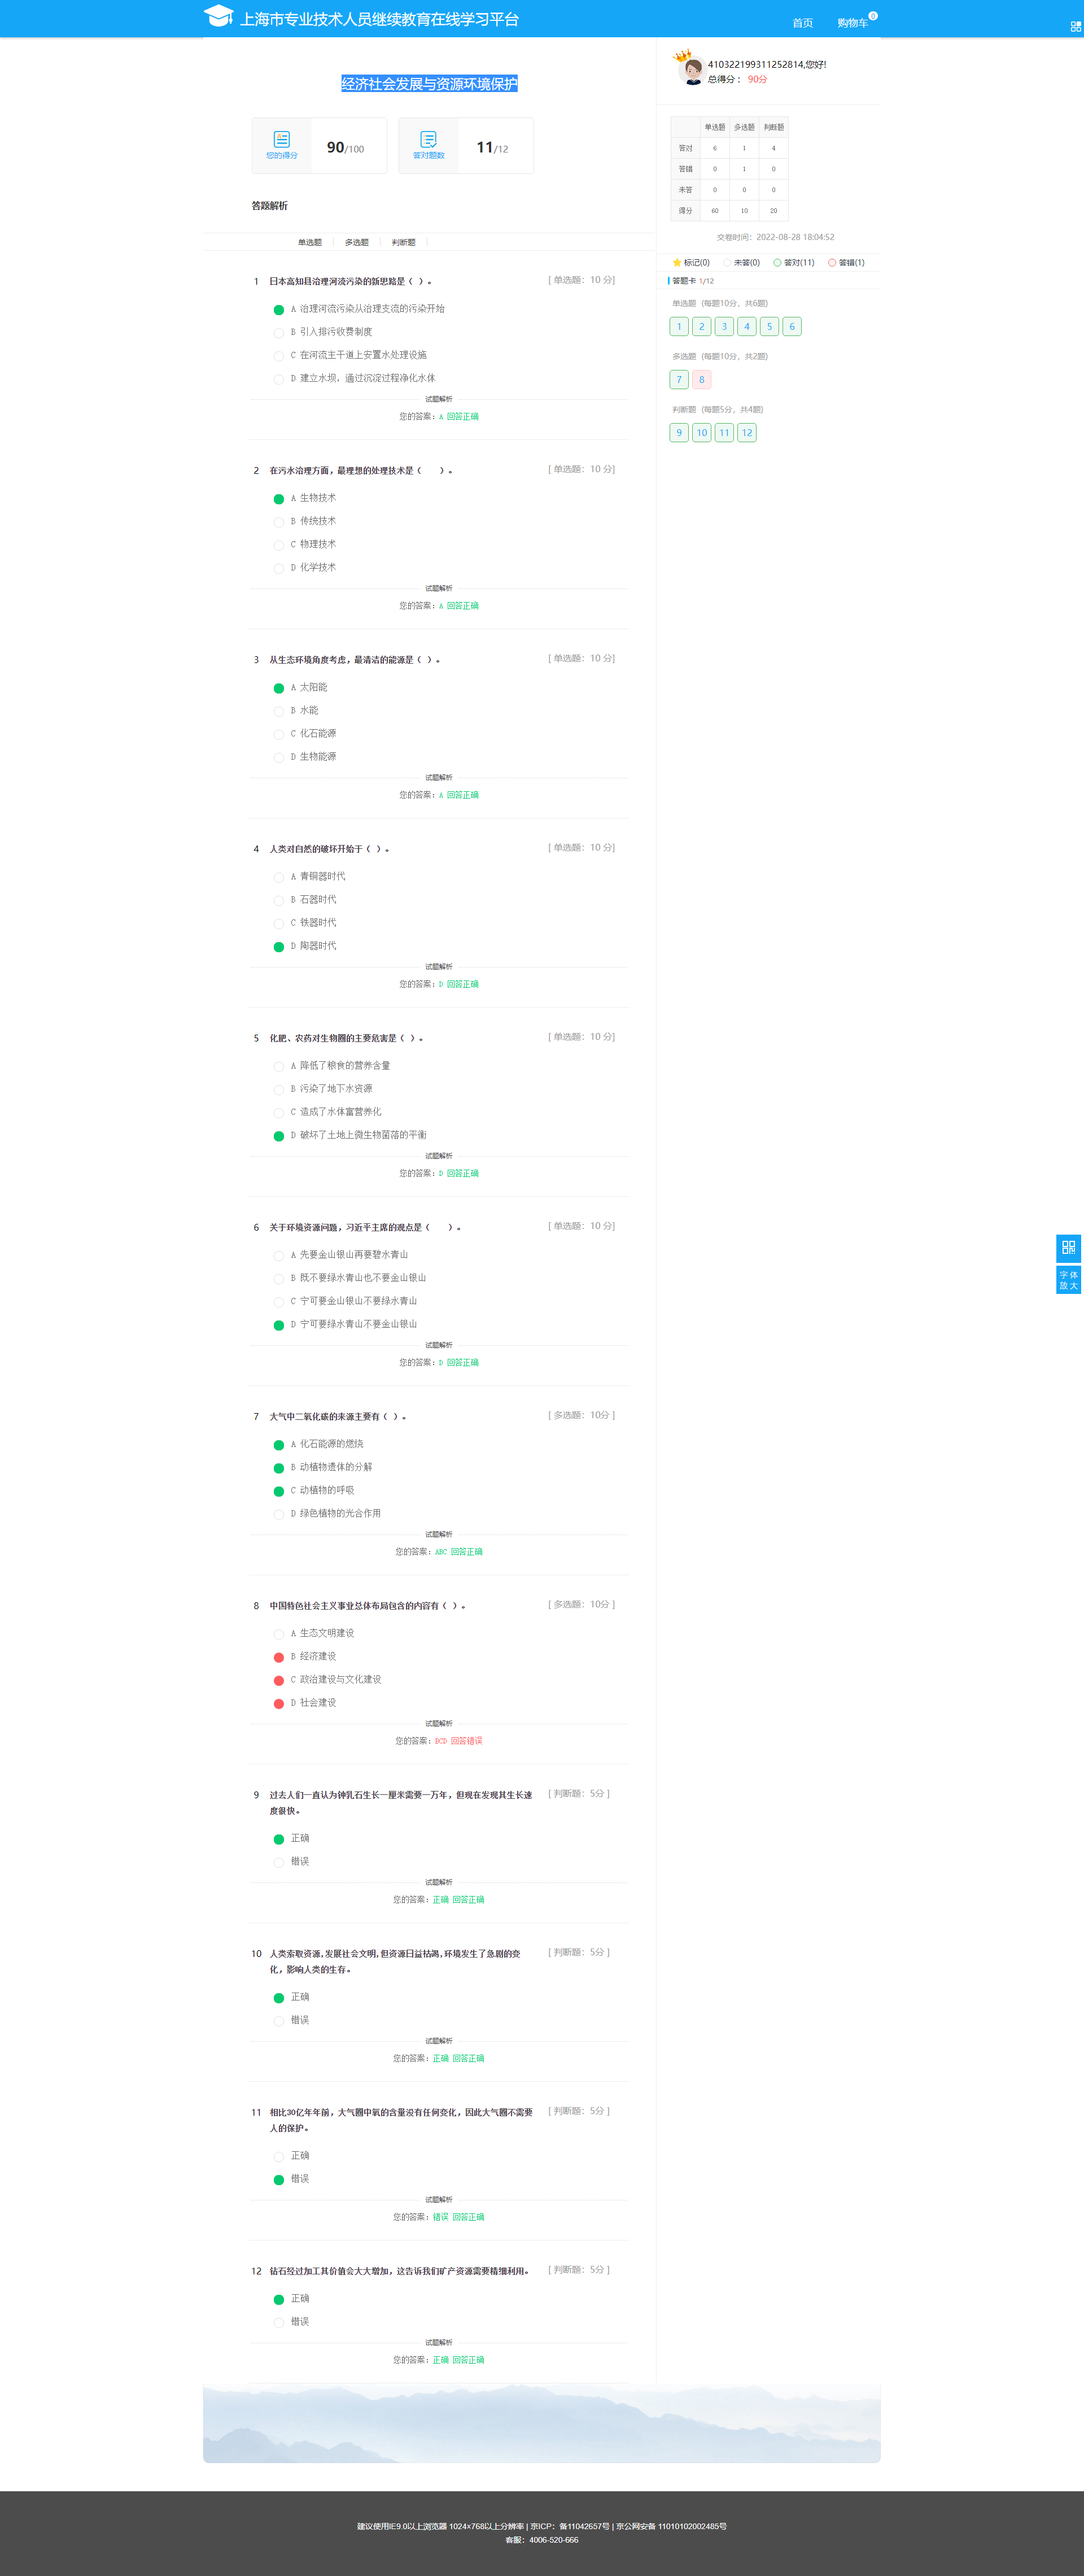 上海市专业技术人员继续教育在线学习平台
首页
购物车
0
经济社会发展与资源环境保护
您的得分
90/100
答对题数
11/12
答题解析
单选题
多选题
判断题
1 日本高知县治理河流污染的新思路是（ ）。
[ 单选题：10 分]
A 治理河流污染从治理支流的污染开始
B 引入排污收费制度
C 在河流主干道上安置水处理设施
D 建立水坝，通过沉淀过程净化水体
试题解析
您的答案：A 回答正确
2 在污水治理方面，最理想的处理技术是（ ）。
[ 单选题：10 分]
A 生物技术
B 传统技术
C 物理技术
D 化学技术
试题解析
您的答案：A 回答正确
3 从生态环境角度考虑，最清洁的能源是（ ）。
[ 单选题：10 分]
A 太阳能
B 水能
C 化石能源
D 生物能源
试题解析
您的答案：A 回答正确
4 人类对自然的破坏开始于（ ）。
[ 单选题：10 分]
A 青铜器时代
B 石器时代
C 铁器时代
D 陶器时代
试题解析
您的答案：D 回答正确
5 化肥、农药对生物圈的主要危害是（ ）。
[ 单选题：10 分]
A 降低了粮食的营养含量
B 污染了地下水资源
C 造成了水体富营养化
D 破坏了土地上微生物菌落的平衡
试题解析
您的答案：D 回答正确
6 关于环境资源问题，习近平主席的观点是（ ）。
[ 单选题：10 分]
A 先要金山银山再要碧水青山
B 既不要绿水青山也不要金山银山
C 宁可要金山银山不要绿水青山
D 宁可要绿水青山不要金山银山
试题解析
您的答案：D 回答正确
7 大气中二氧化碳的来源主要有（ ）。
[ 多选题：10分 ]
A 化石能源的燃烧
B 动植物遗体的分解
C 动植物的呼吸
D 绿色植物的光合作用
试题解析
您的答案：ABC 回答正确
8 中国特色社会主义事业总体布局包含的内容有（ ）。
[ 多选题：10分 ]
A 生态文明建设
B 经济建设
C 政治建设与文化建设
D 社会建设
试题解析
您的答案：BCD 回答错误
9 过去人们一直认为钟乳石生长一厘米需要一万年，但现在发现其生长速
度很快。
[ 判断题：5分 ]
正确
错误
试题解析
您的答案：正确 回答正确
10 人类索取资源,发展社会文明,但资源日益枯竭,环境发生了急剧的变
化，影响人类的生存。
[ 判断题：5分 ]
正确
错误
试题解析
您的答案：正确 回答正确
11 相比30亿年年前，大气圈中氧的含量没有任何变化，因此大气圈不需要
人的保护。
[ 判断题：5分 ]
正确
错误
试题解析
您的答案：错误 回答正确
12 钻石经过加工其价值会大大增加，这告诉我们矿产资源需要精细利用。
[ 判断题：5分 ]
正确
错误
试题解析
您的答案：正确 回答正确
410322199311252814,您好!
总得分： 90分
单选题 多选题 判断题
答对 6 1 4
答错 0 1 0
未答 0 0 0
得分 60 10 20
交卷时间：2022-08-28 18:04:52
标记(0) 未答(0) 答对(11) 答错(1)
答题卡 1/12
单选题（每题10分，共6题）
1 2 3 4 5 6
多选题（每题10分，共2题）
7 8
判断题（每题5分，共4题）
9 10 11 12
字体
放大
建议使用IE9.0以上浏览器 1024×768以上分辨率 | 京ICP：备11042657号 | 京公网安备 11010102002485号
客服：4006-520-666